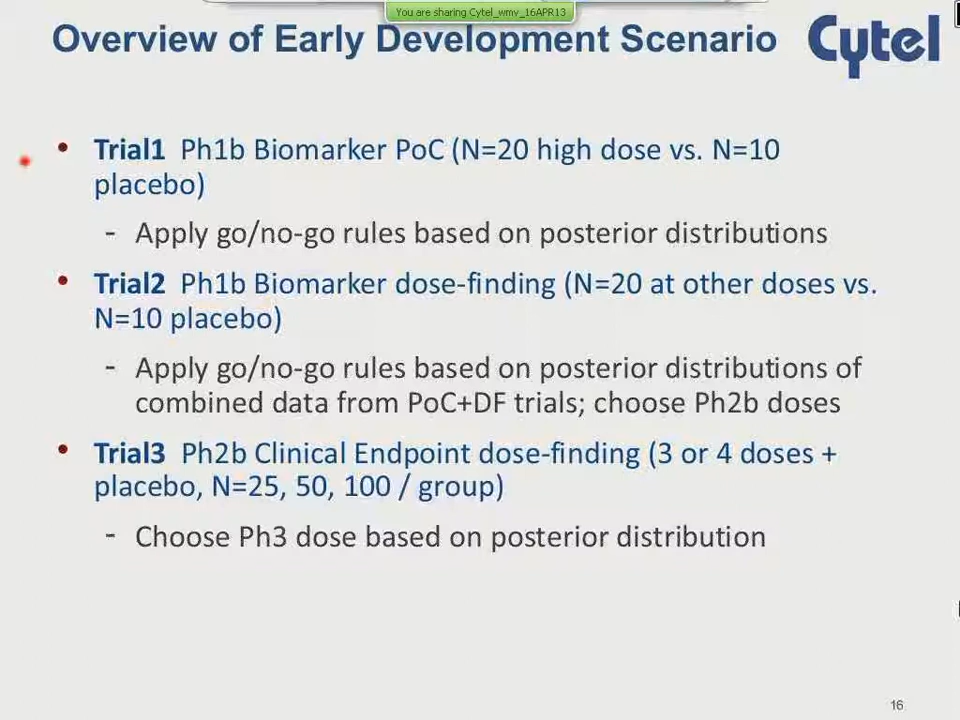 You are sharing Cytel_wmv_16APR13
Overview of Early Development Scenario
Cytel
• Trial1 Ph1b Biomarker PoC (N=20 high dose vs. N=10
placebo)
- Apply go/no-go rules based on posterior distributions
• Trial2 Ph1b Biomarker dose-finding (N=20 at other doses vs.
N=10 placebo)
- Apply go/no-go rules based on posterior distributions of
combined data from PoC+DF trials; choose Ph2b doses
• Trial3 Ph2b Clinical Endpoint dose-finding (3 or 4 doses +
placebo, N=25, 50, 100 / group)
- Choose Ph3 dose based on posterior distribution
16